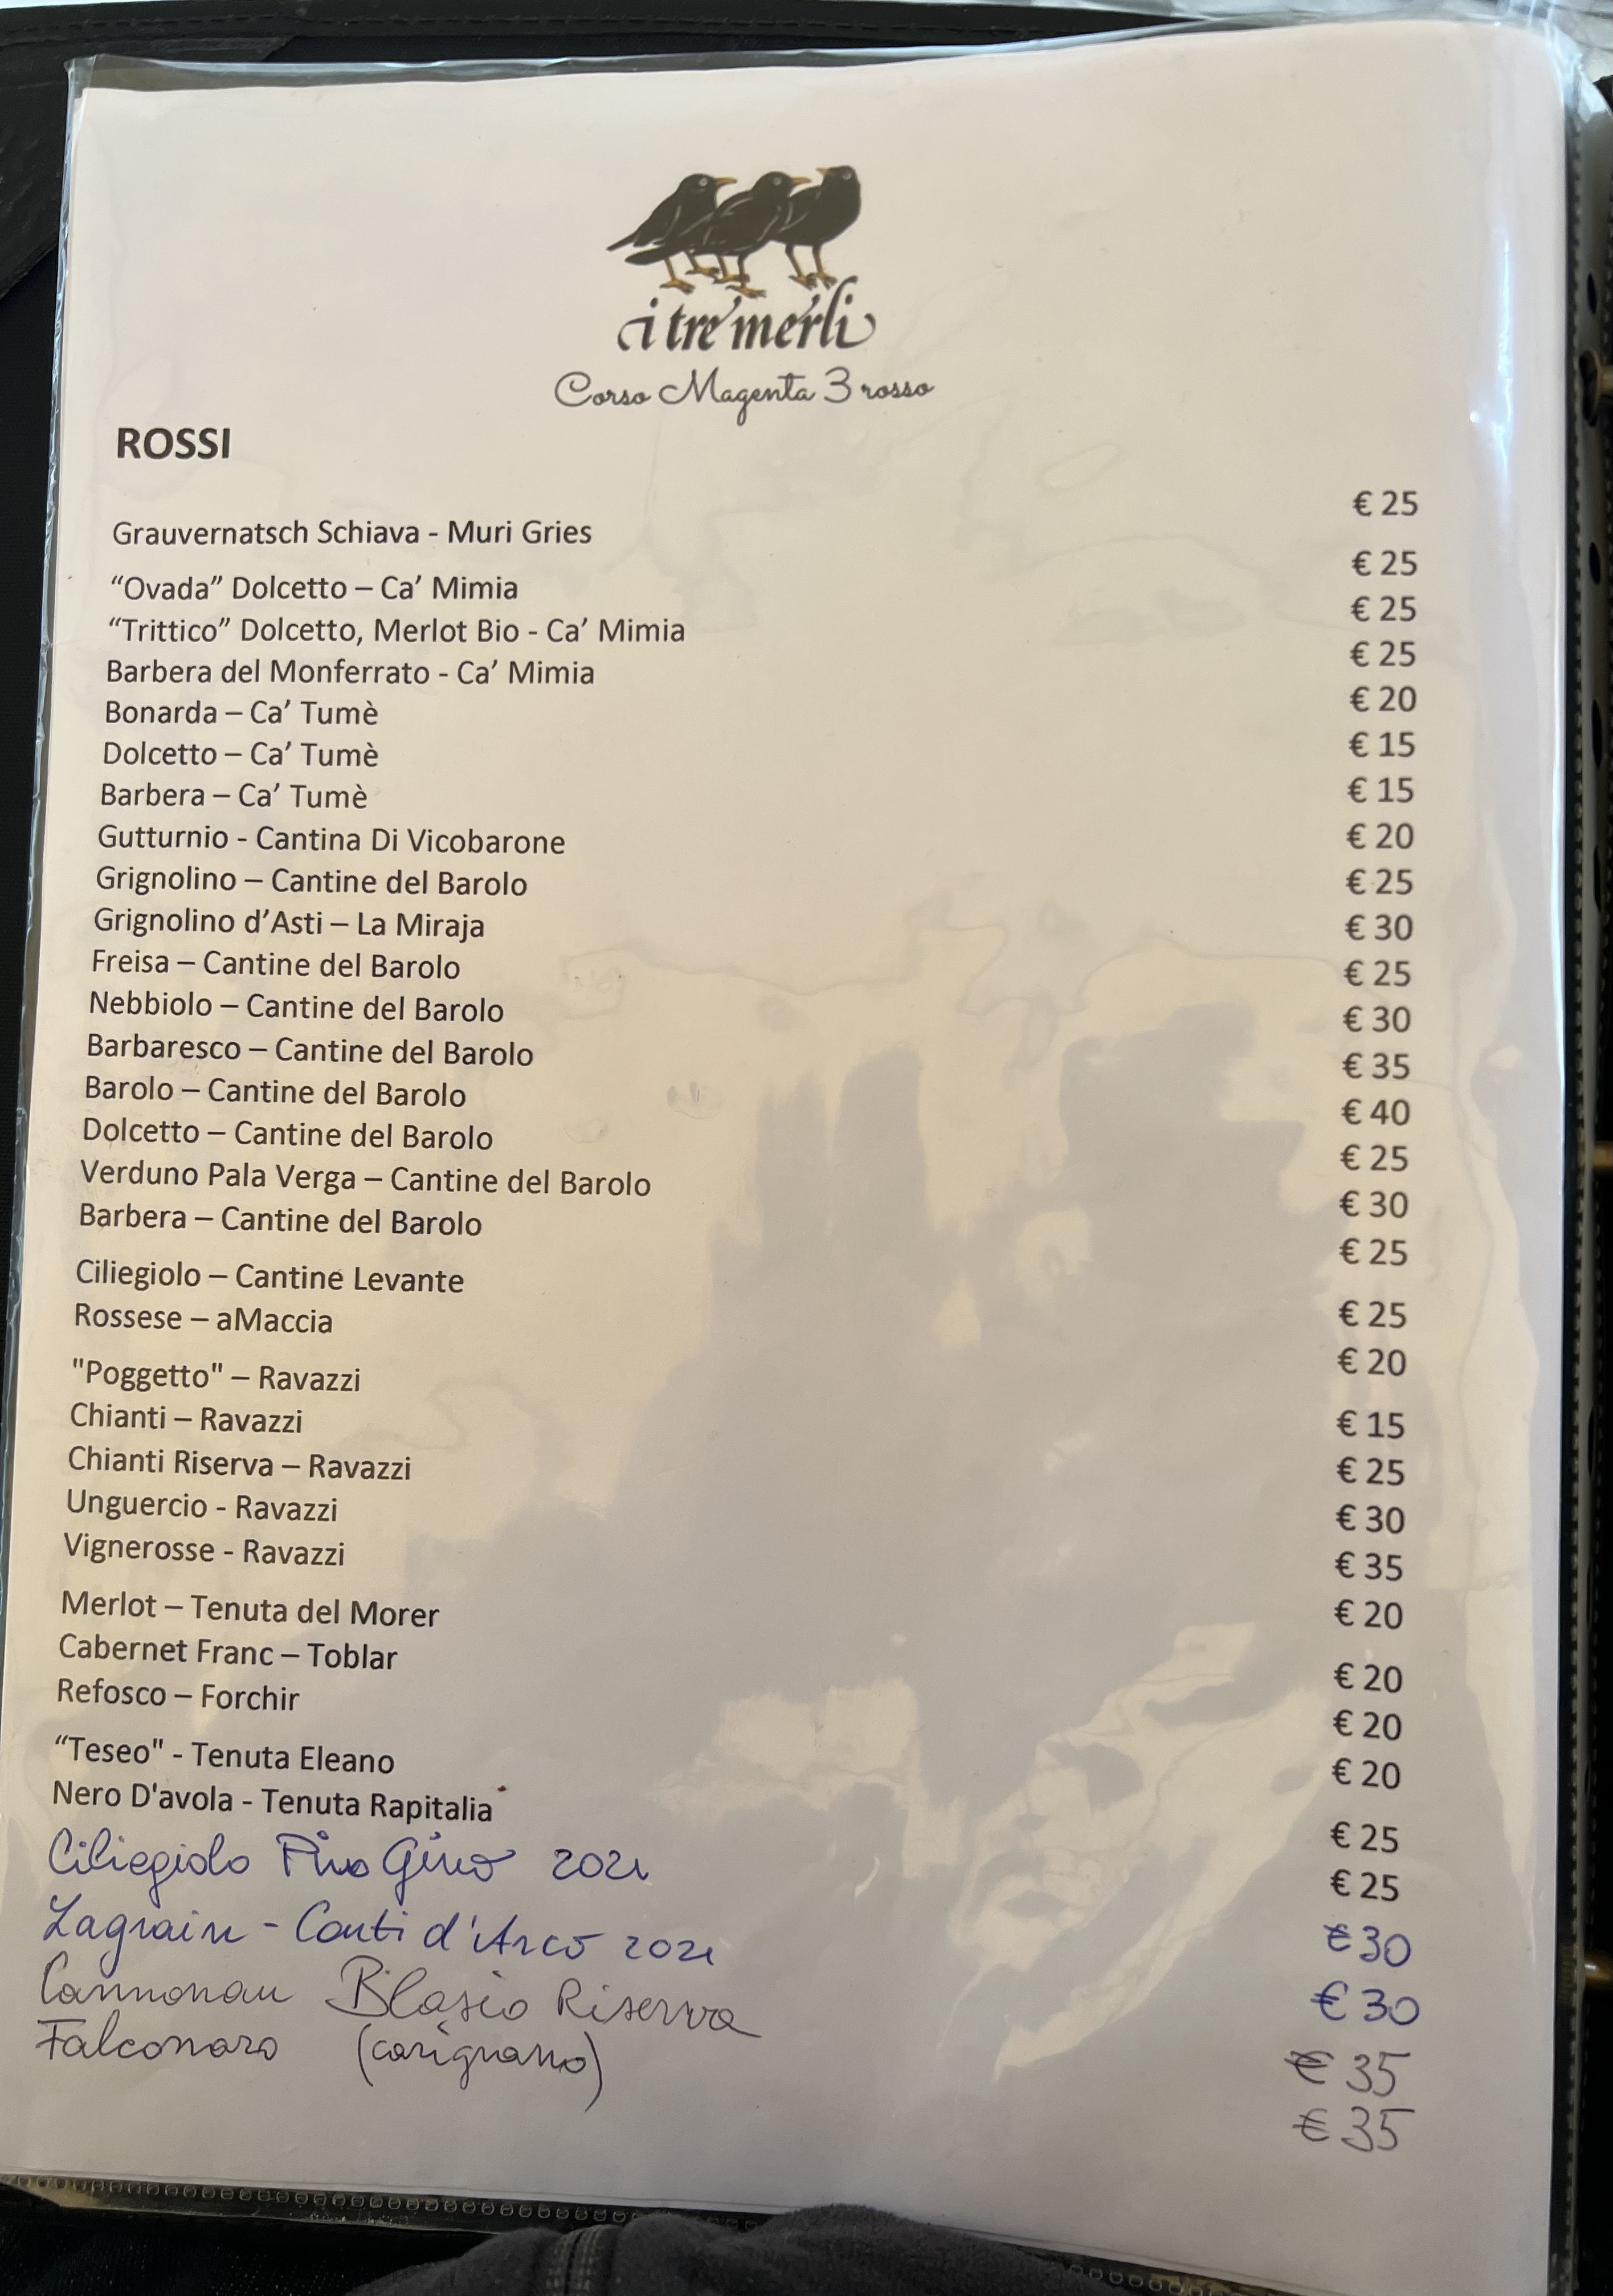 i tre merli
Corso Magenta 3 rosso
ROSSI
Grauvernatsch Schiava - Muri Gries € 25
“Ovada” Dolcetto – Ca’ Mimia € 25
“Trittico” Dolcetto, Merlot Bio - Ca’ Mimia € 25
Barbera del Monferrato - Ca’ Mimia € 25
Bonarda – Ca’ Tumè € 20
Dolcetto – Ca’ Tumè € 15
Barbera – Ca’ Tumè € 15
Gutturnio - Cantina Di Vicobarone € 20
Grignolino – Cantine del Barolo € 25
Grignolino d’Asti – La Miraja € 30
Freisa – Cantine del Barolo € 25
Nebbiolo – Cantine del Barolo € 30
Barbaresco – Cantine del Barolo € 35
Barolo – Cantine del Barolo € 40
Dolcetto – Cantine del Barolo € 25
Verduno Pala Verga – Cantine del Barolo € 30
Barbera – Cantine del Barolo € 25
Ciliegiolo – Cantine Levante € 25
Rossese – aMaccia € 20
"Poggetto" – Ravazzi € 15
Chianti – Ravazzi € 25
Chianti Riserva – Ravazzi € 30
Unguercio - Ravazzi € 35
Vignerosse - Ravazzi € 20
Merlot – Tenuta del Morer € 20
Cabernet Franc – Toblar € 20
Refosco – Forchir € 20
“Teseo" - Tenuta Eleano € 25
Nero D'avola - Tenuta Rapitalia € 25
Ciliegiolo Pino Gino 2021 € 30
Lagrain - Conti d'Arco 2021 € 30
Cannonau Blasio Riserva € 35
Falconaro (carignano) € 35